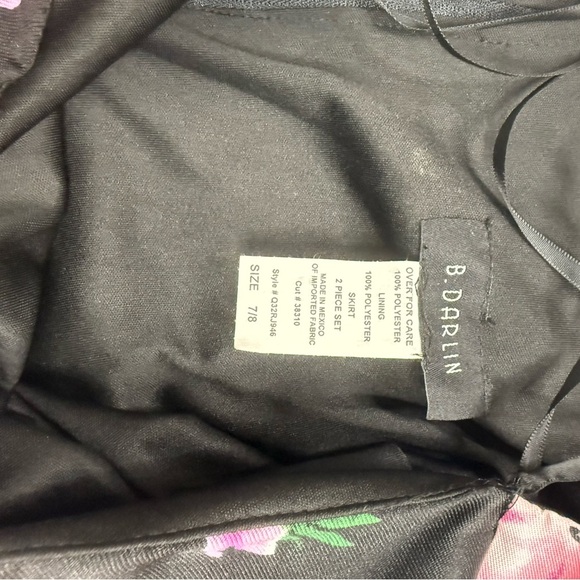 B. DARLIN
OVER FOR CARE
100% POLYESTER
LINING
100% POLYESTER
SKIRT
2 PIECE SET
MADE IN MEXICO
OF IMPORTED FABRIC
Cut # 38310
Style # Q32RJ946
SIZE 7/8